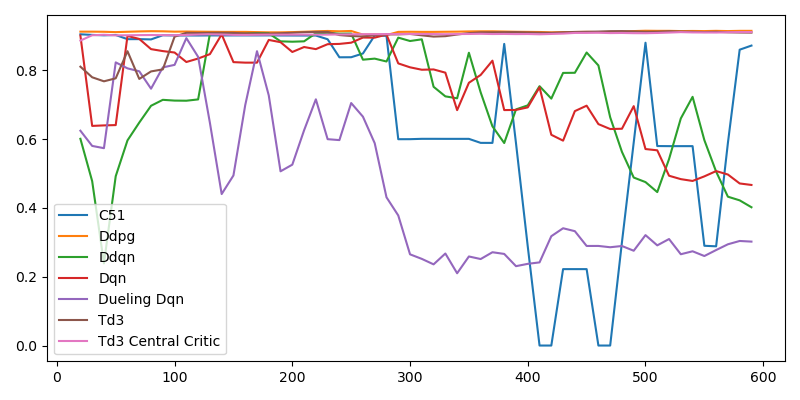 0.8
0.6
0.4
0.2
0.0
C51
Ddpg
Ddqn
Dqn
Dueling Dqn
Td3
Td3 Central Critic
0 100 200 300 400 500 600